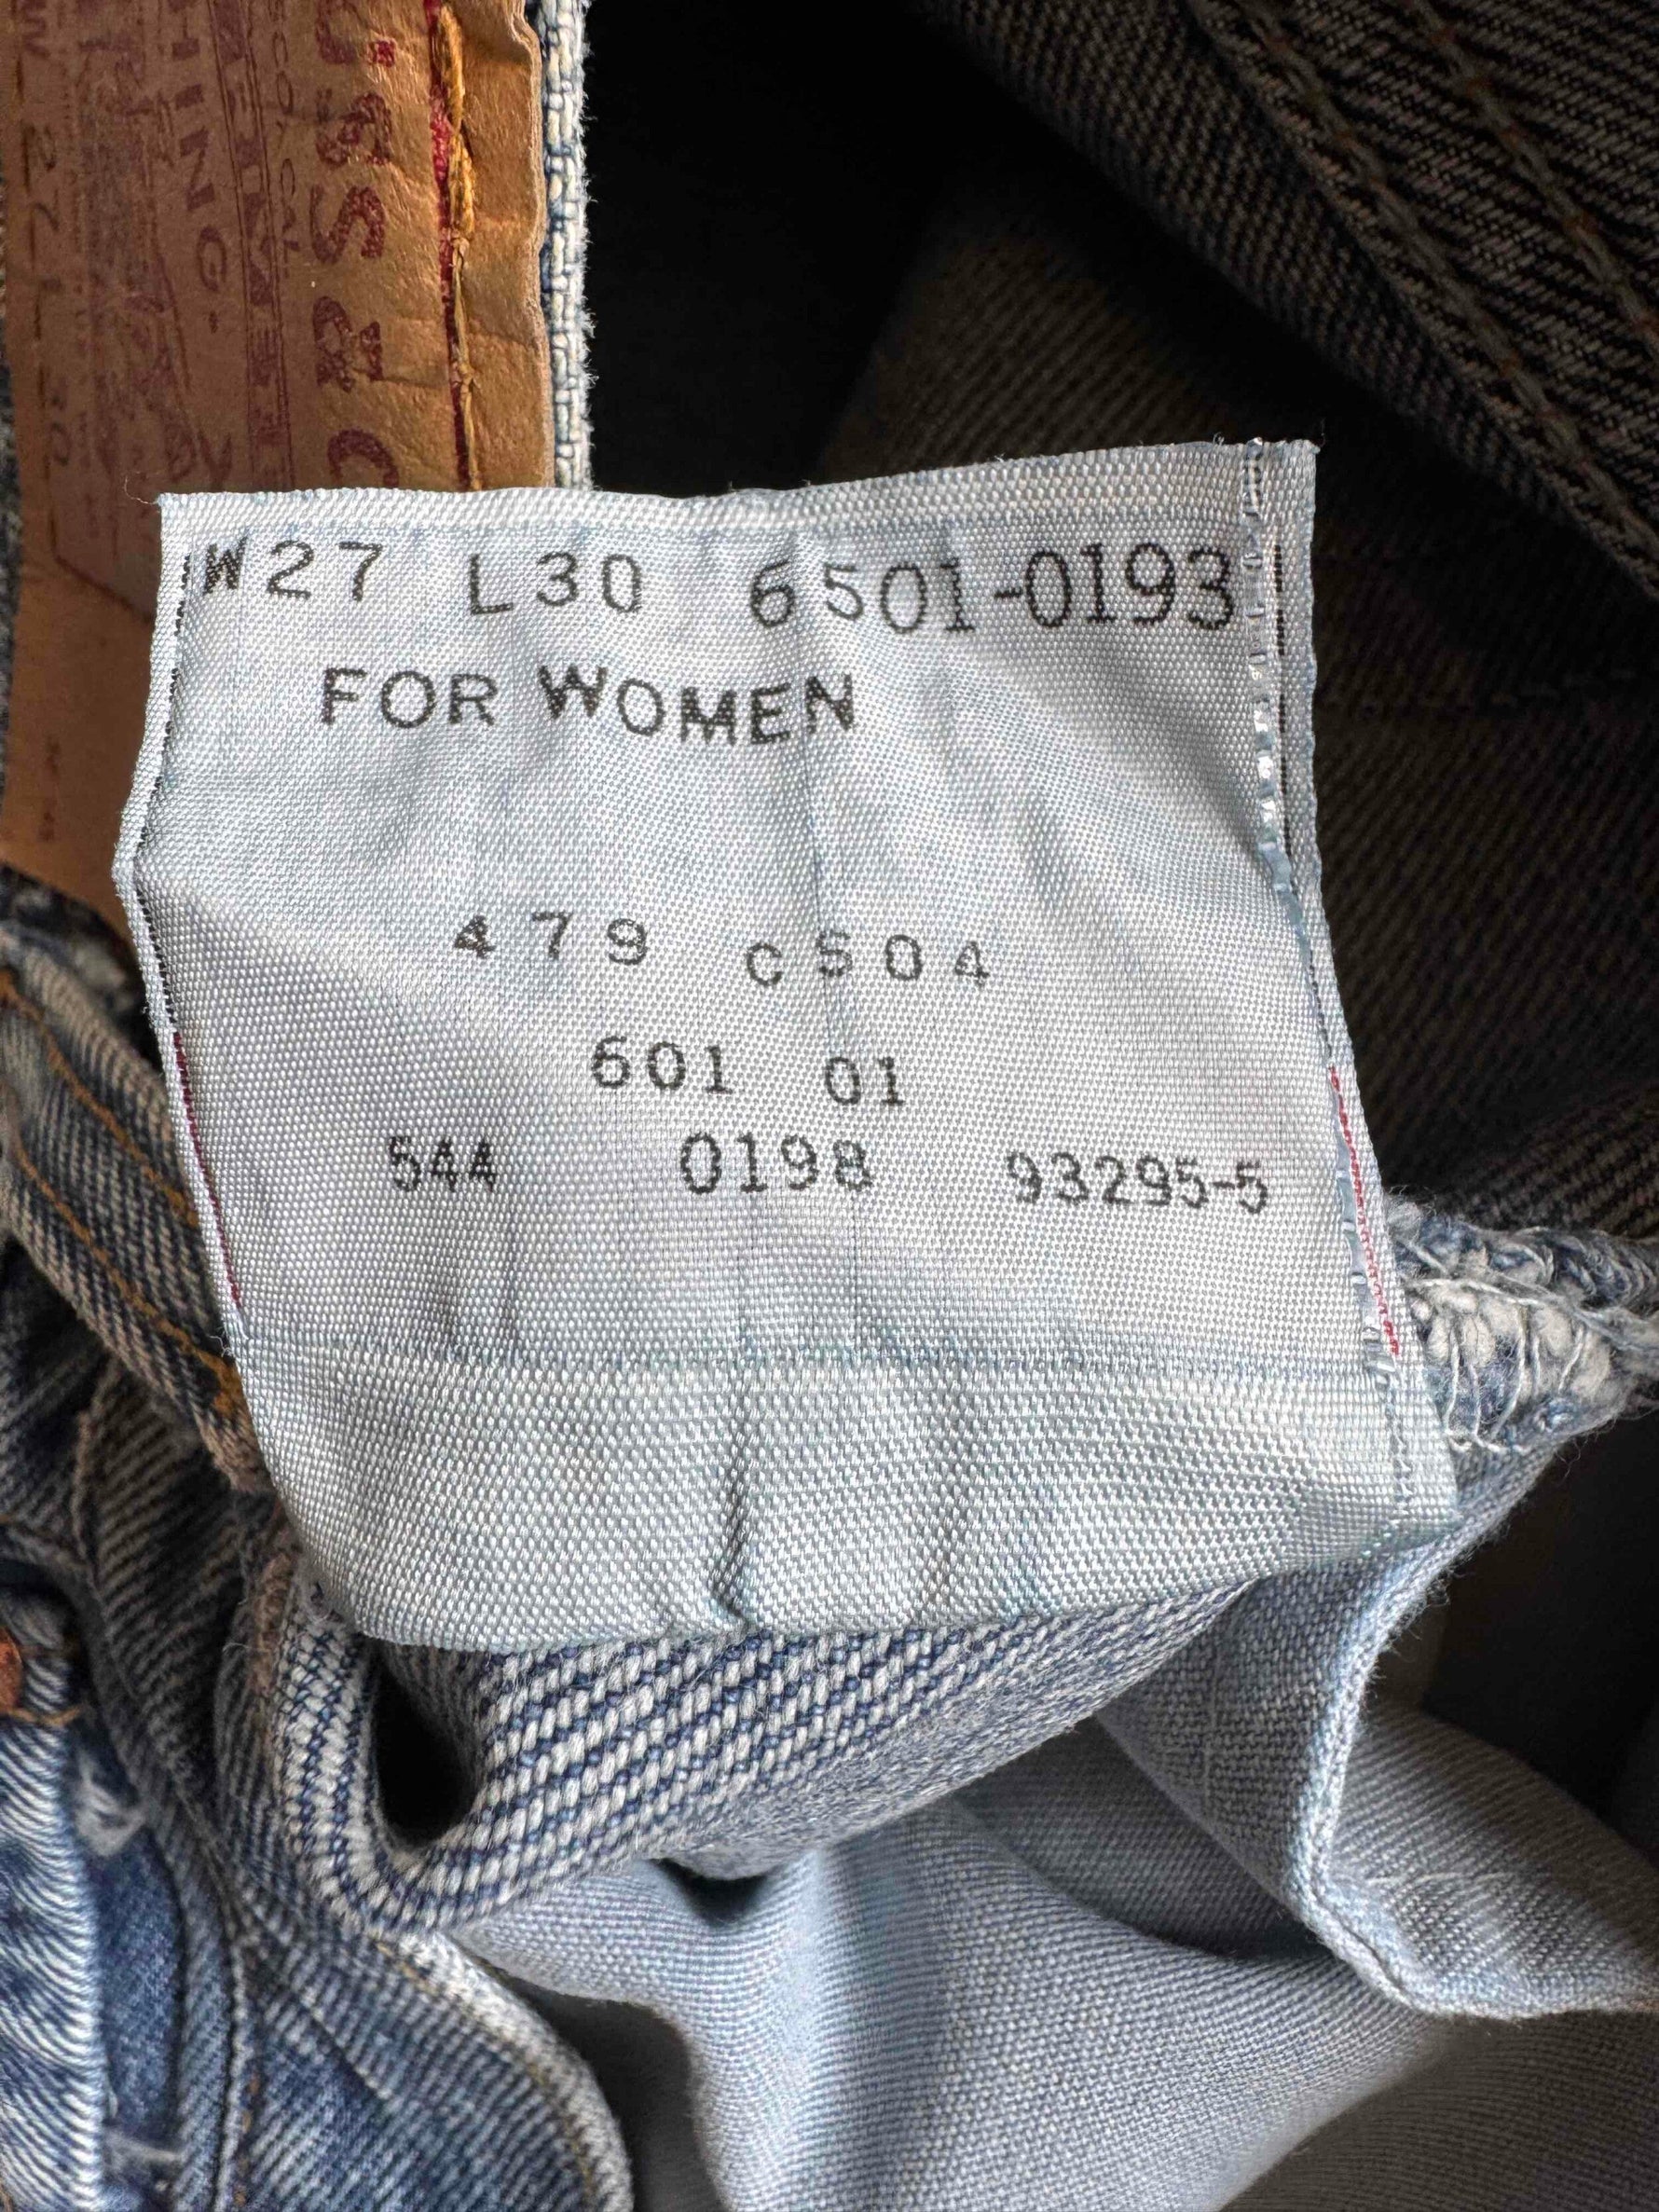 W27 L30 6501-0193
FOR WOMEN
479 C504
601 01
544 0198 93295-5